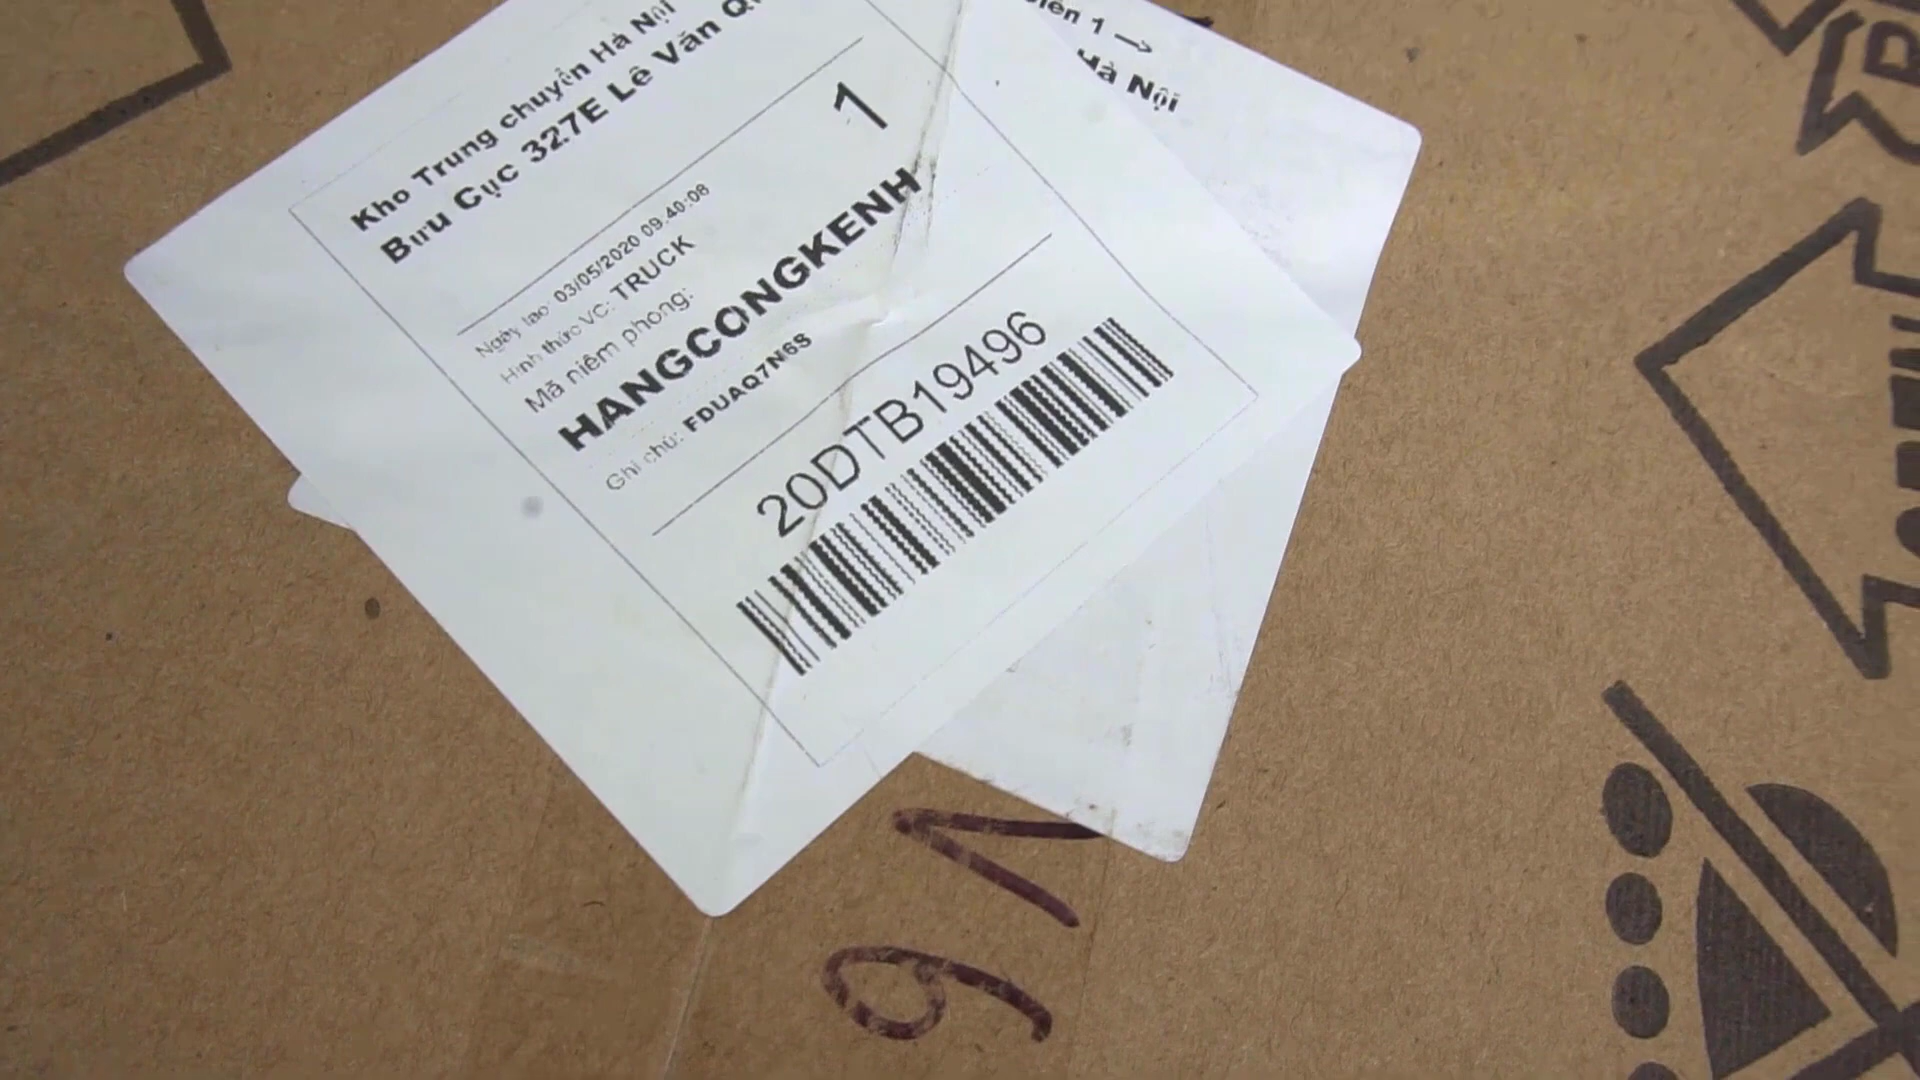 Kho Trung chuyển Hà Nội
Bưu Cục 327E Lê Văn
1
Ngày tạo: 03/05/2020 09:40:08
Hình thức VC: TRUCK
Mã niêm phong:
HANGCONGKENH
Ghi chú: FDUAQ7N6S
20DTB19496
1 →
Hà Nội